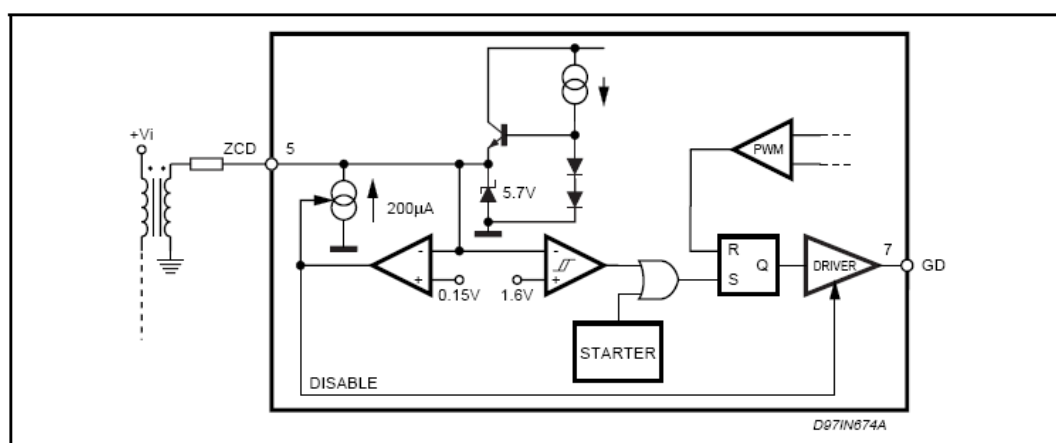 +Vi
ZCD
5
200µA
5.7V
PWM
-
+
0.15V
1.6V
-
+
R
S
Q
DRIVER
7
GD
STARTER
DISABLE
D97IN674A